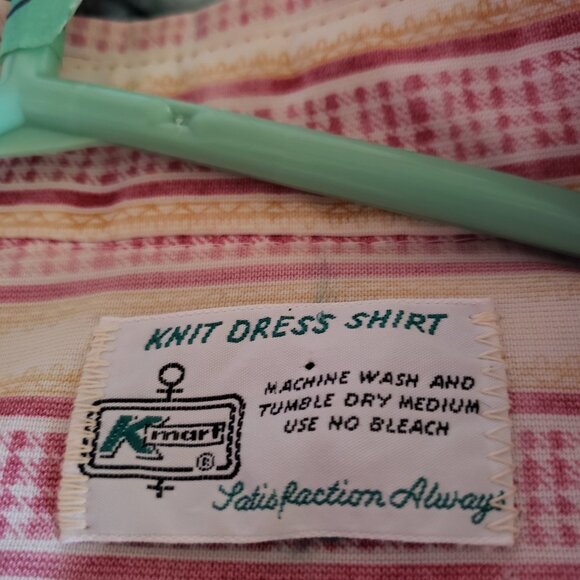 KNIT DRESS SHIRT
MACHINE WASH AND
TUMBLE DRY MEDIUM
USE NO BLEACH
Kmart ®
Satisfaction Always